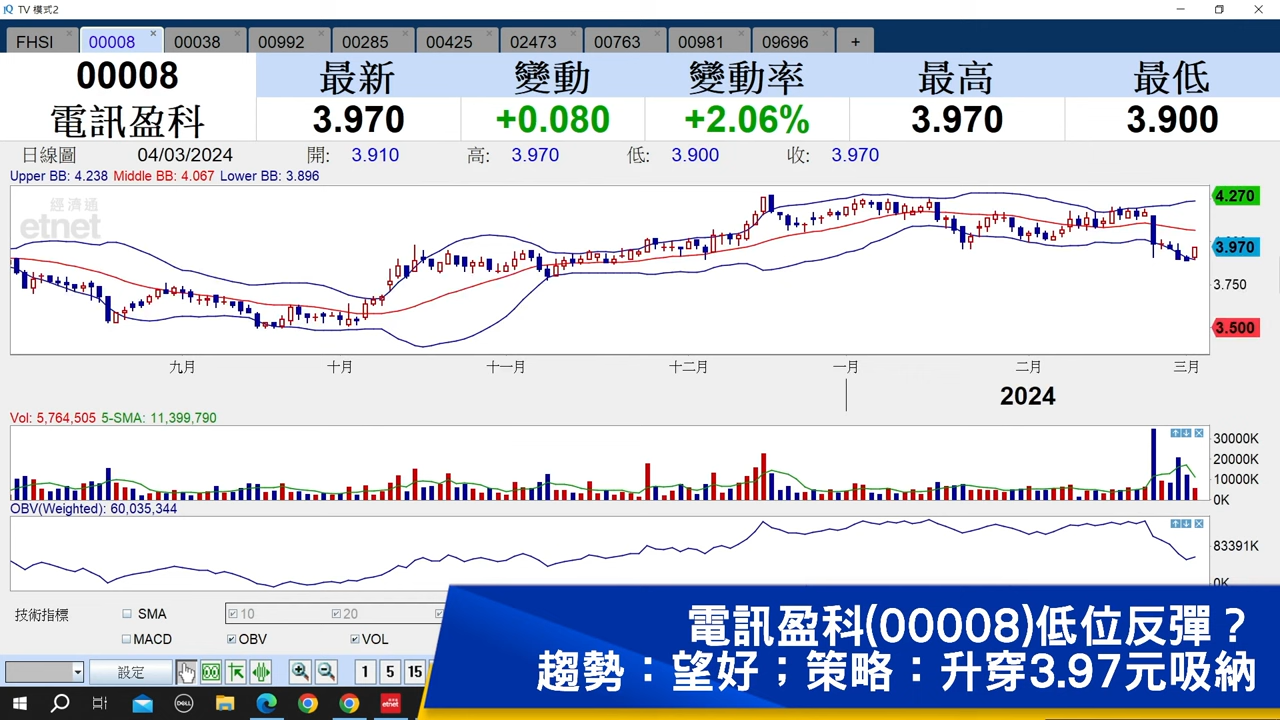 TV 模式2
FHSI 00008 00038 00992 00285 00425 02473 00763 00981 09696 +
00008 最新 變動 變動率 最高 最低
電訊盈科 3.970 +0.080 +2.06% 3.970 3.900
日線圖 04/03/2024 開: 3.910 高: 3.970 低: 3.900 收: 3.970
Upper BB: 4.238 Middle BB: 4.067 Lower BB: 3.896
經濟通
etnet
4.270
3.970
3.750
3.500
九月 十月 十一月 十二月 一月 二月 三月
2024
Vol: 5,764,505 5-SMA: 11,399,790
30000K
20000K
10000K
0K
OBV(Weighted): 60,035,344
83391K
0K
技術指標 SMA 10 20
MACD OBV VOL
設定 1 5 15
DELL etnet
電訊盈科(00008)低位反彈？
趨勢：望好；策略：升穿3.97元吸納